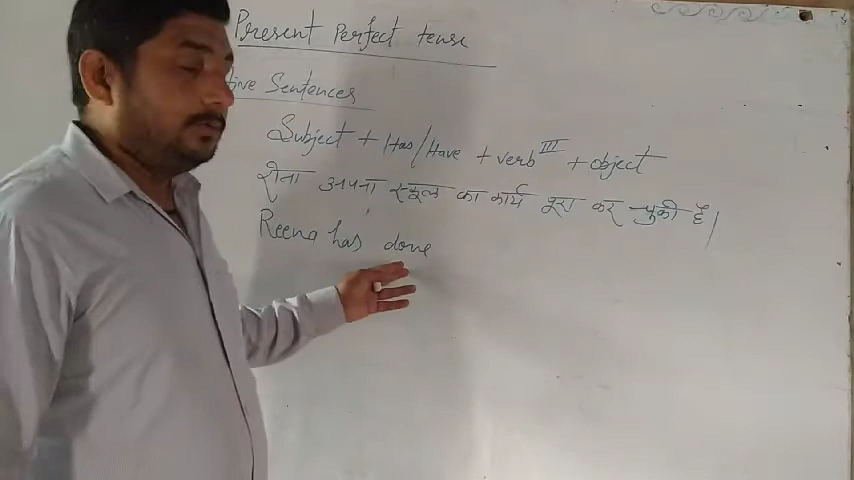 Present Perfect tense
tive Sentences
Subject + Has/Have + verb III + object
रीना अपना स्कूल का कार्य पूरा कर चुकी है।
Reena has done